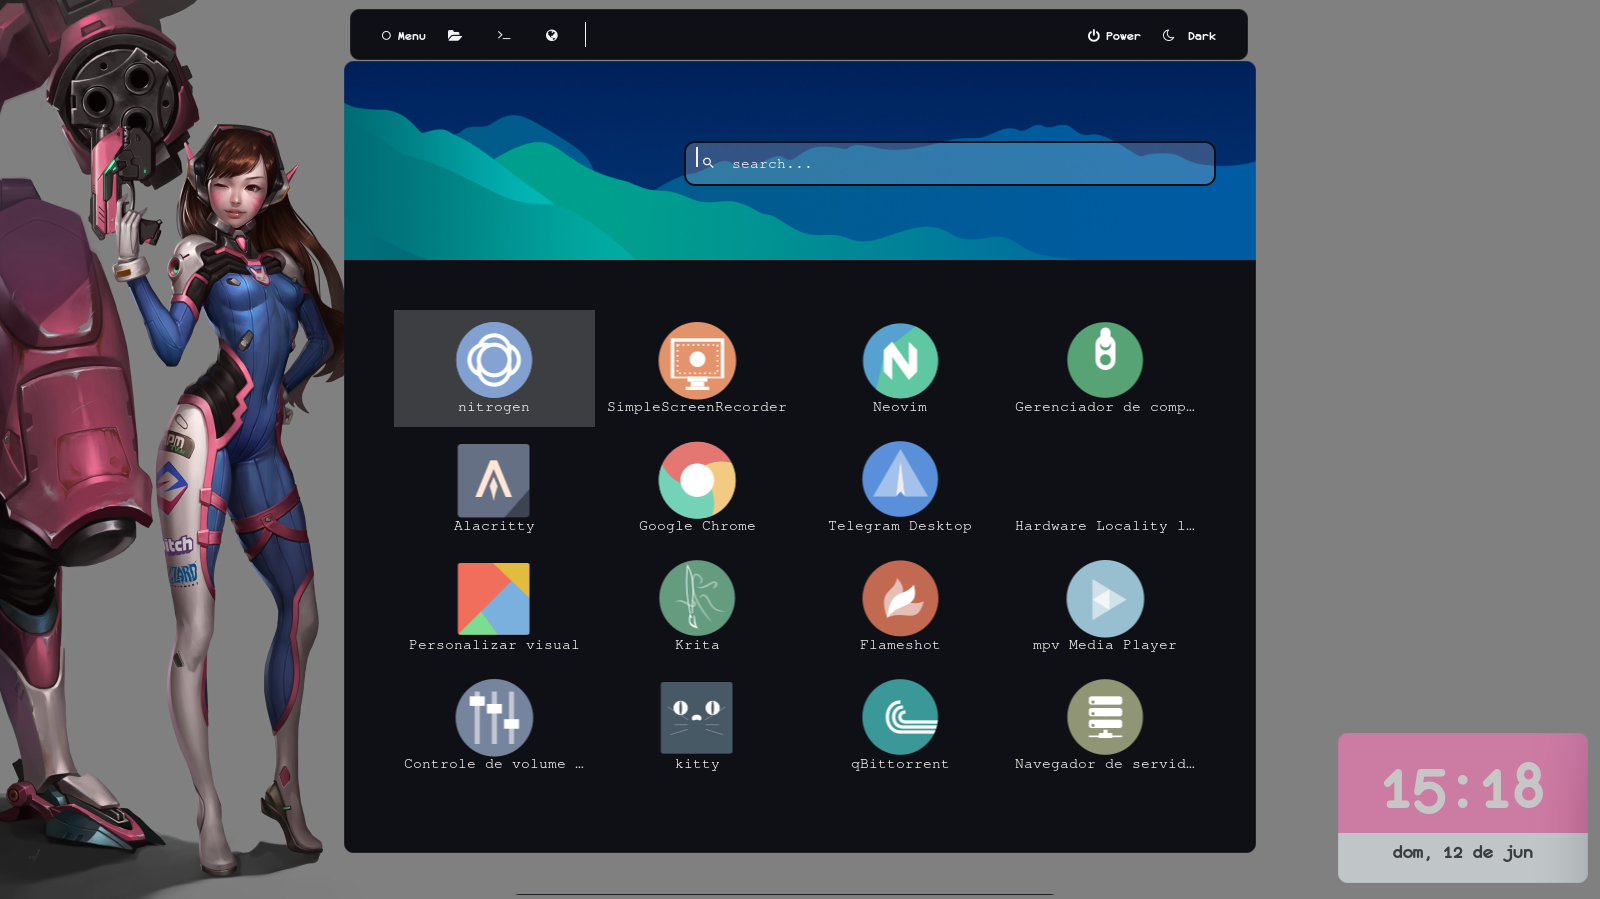 Menu
Power
Dark
search...
nitrogen
SimpleScreenRecorder
Neovim
Gerenciador de comp…
Alacritty
Google Chrome
Telegram Desktop
Hardware Locality l…
Personalizar visual
Krita
Flameshot
mpv Media Player
Controle de volume …
kitty
qBittorrent
Navegador de servid…
15:18
dom, 12 de jun